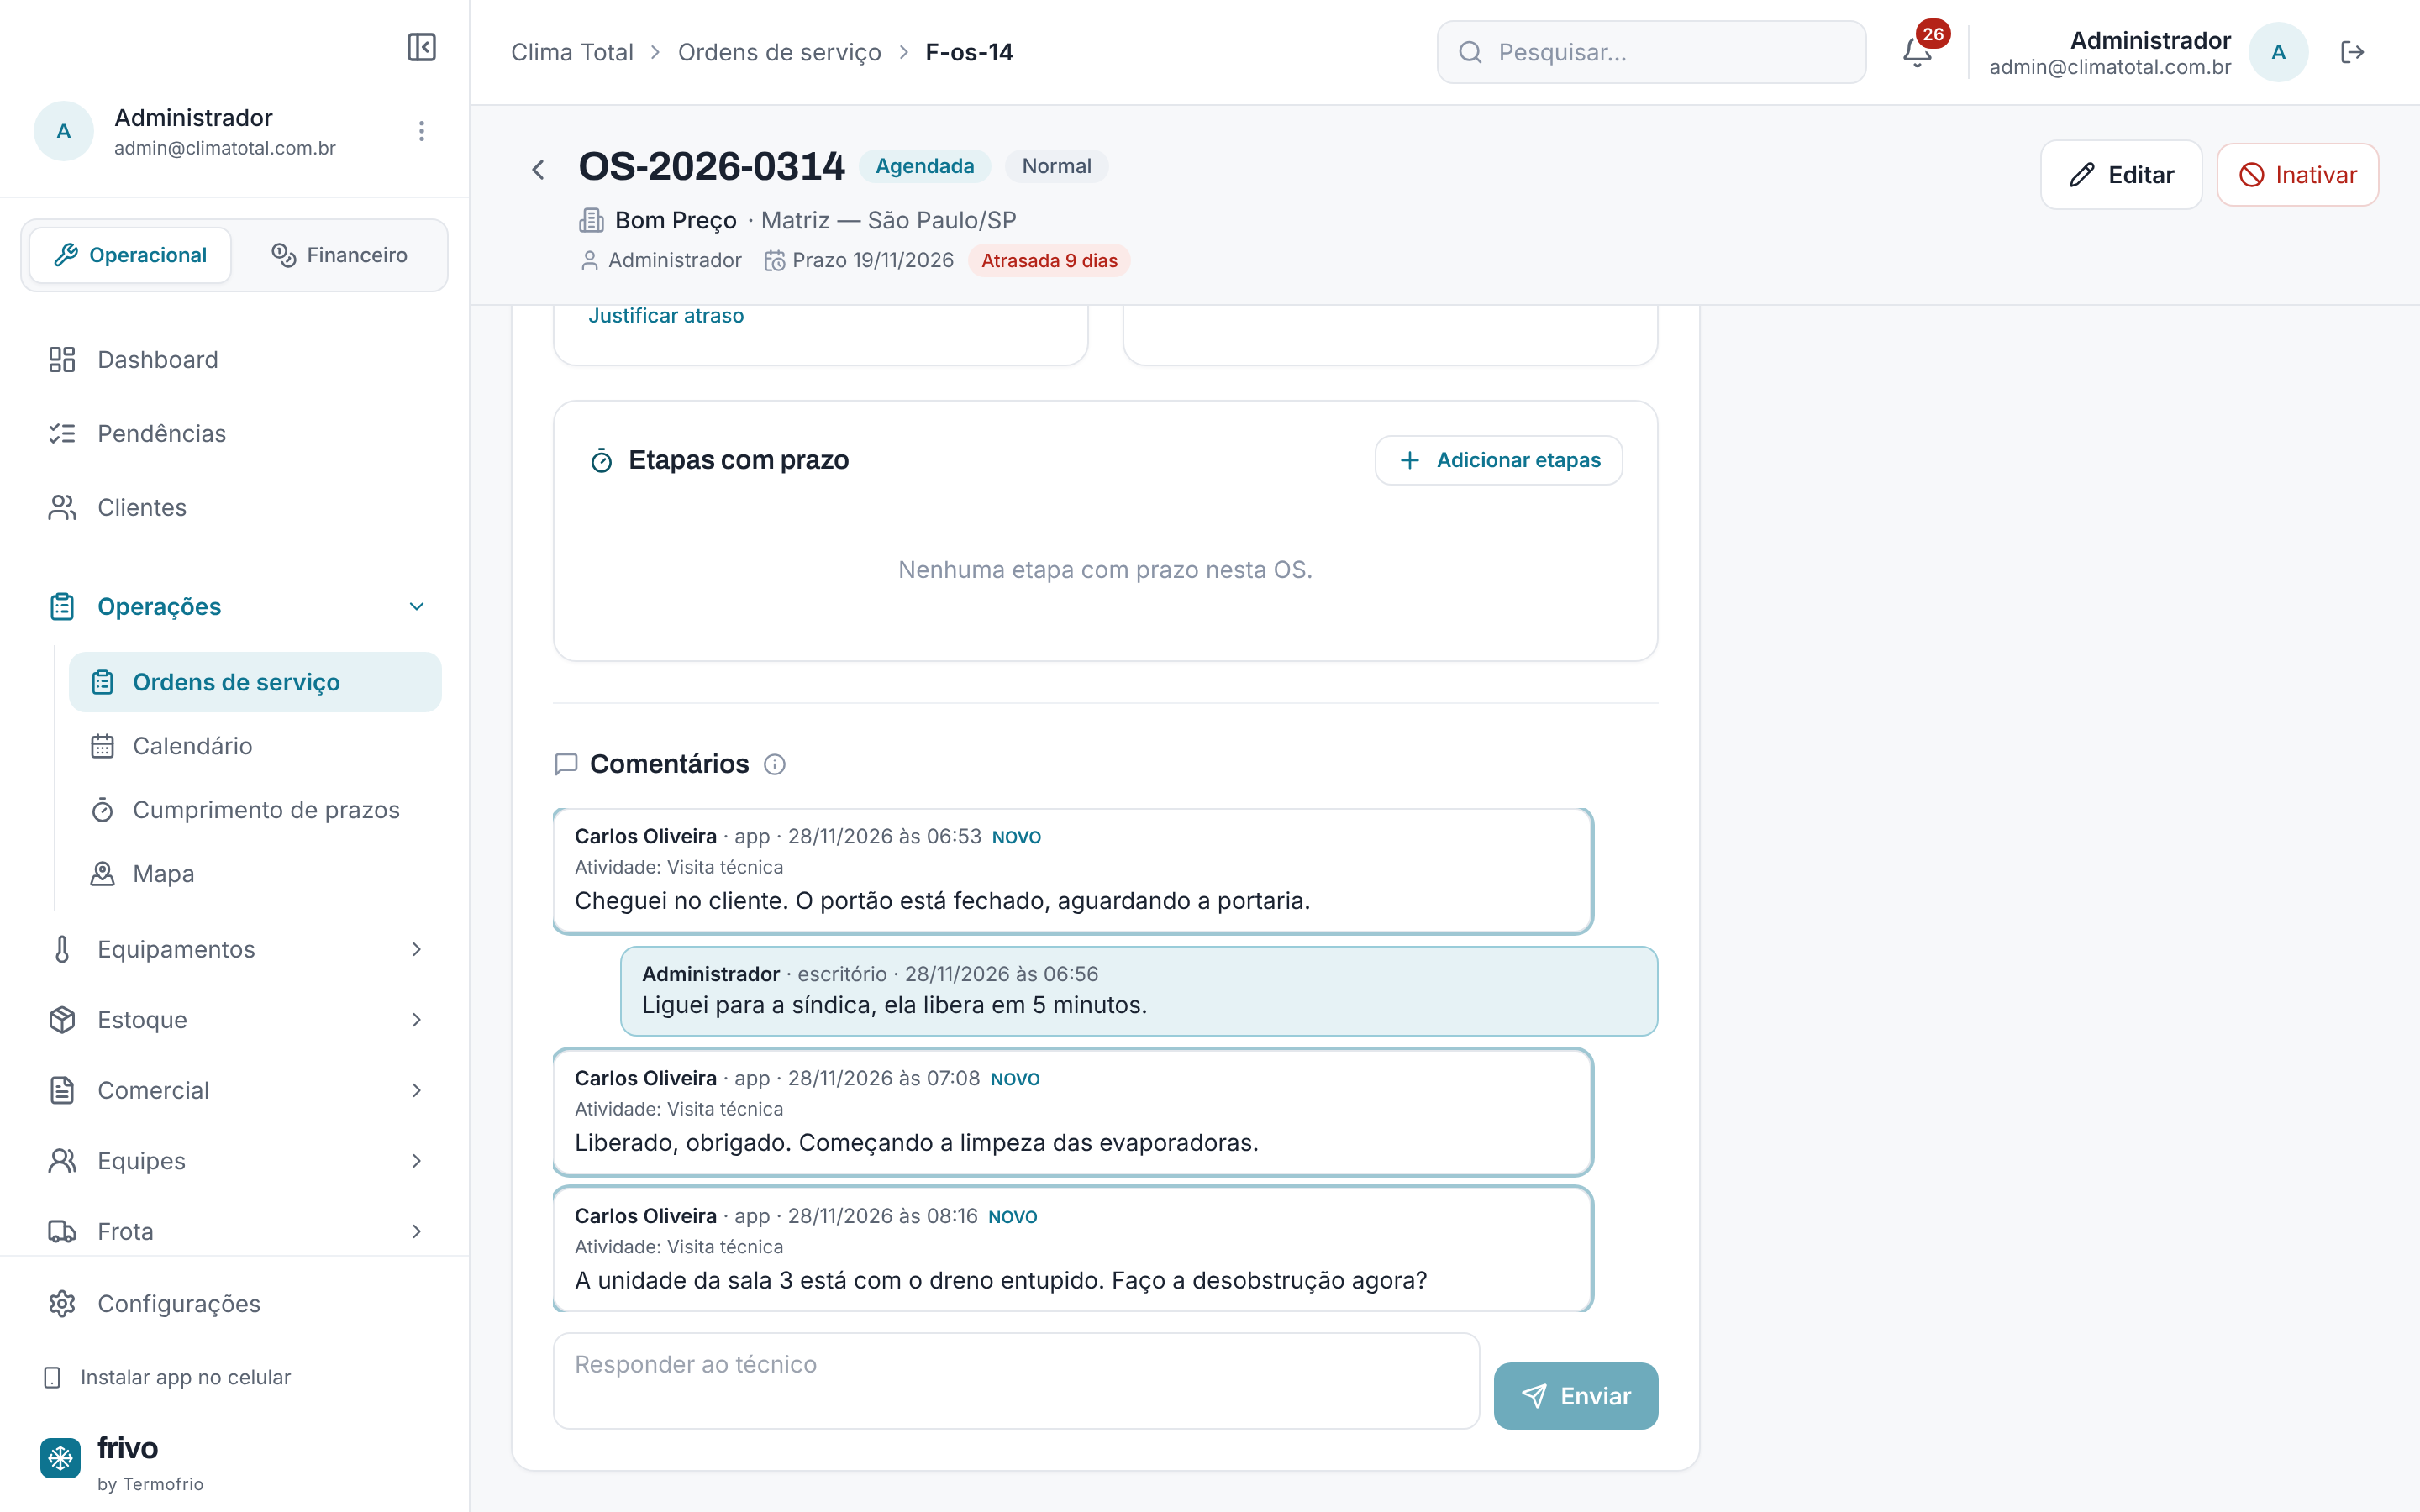 Administrador
admin@climatotal.com.br
Operacional
Financeiro
Dashboard
Pendências
Clientes
Operações
Ordens de serviço
Calendário
Cumprimento de prazos
Mapa
Equipamentos
Estoque
Comercial
Equipes
Frota
Configurações
Instalar app no celular
frivo
by Termofrio
Clima Total > Ordens de serviço > F-os-14
Pesquisar...
26
Administrador
admin@climatotal.com.br
A
A
OS-2026-0314 Agendada Normal
Bom Preço · Matriz — São Paulo/SP
Administrador Prazo 19/11/2026 Atrasada 9 dias
Editar
Inativar
Justificar atraso
Etapas com prazo
Adicionar etapas
Nenhuma etapa com prazo nesta OS.
Comentários
Carlos Oliveira · app · 28/11/2026 às 06:53 NOVO
Atividade: Visita técnica
Cheguei no cliente. O portão está fechado, aguardando a portaria.
Administrador · escritório · 28/11/2026 às 06:56
Liguei para a síndica, ela libera em 5 minutos.
Carlos Oliveira · app · 28/11/2026 às 07:08 NOVO
Atividade: Visita técnica
Liberado, obrigado. Começando a limpeza das evaporadoras.
Carlos Oliveira · app · 28/11/2026 às 08:16 NOVO
Atividade: Visita técnica
A unidade da sala 3 está com o dreno entupido. Faço a desobstrução agora?
Responder ao técnico
Enviar